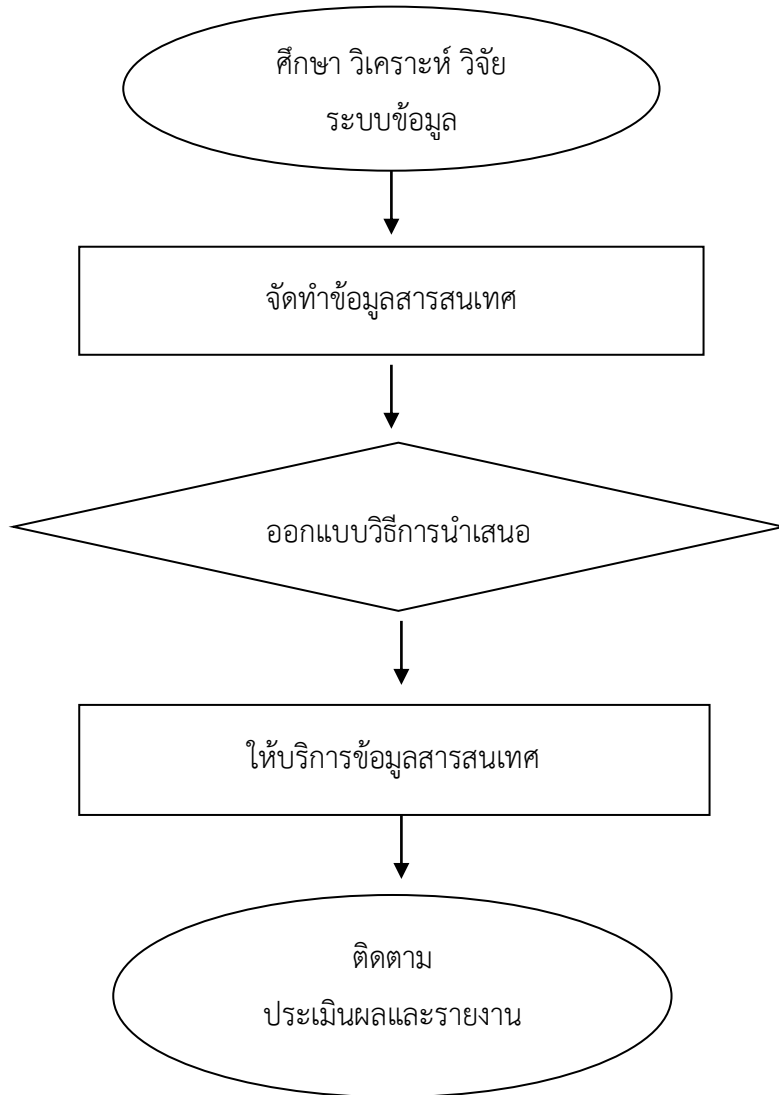 ศึกษา วิเคราะห์ วิจัย
ระบบข้อมูล
จัดทำข้อมูลสารสนเทศ
ออกแบบวิธีการนำเสนอ
ให้บริการข้อมูลสารสนเทศ
ติดตาม
ประเมินผลและรายงาน